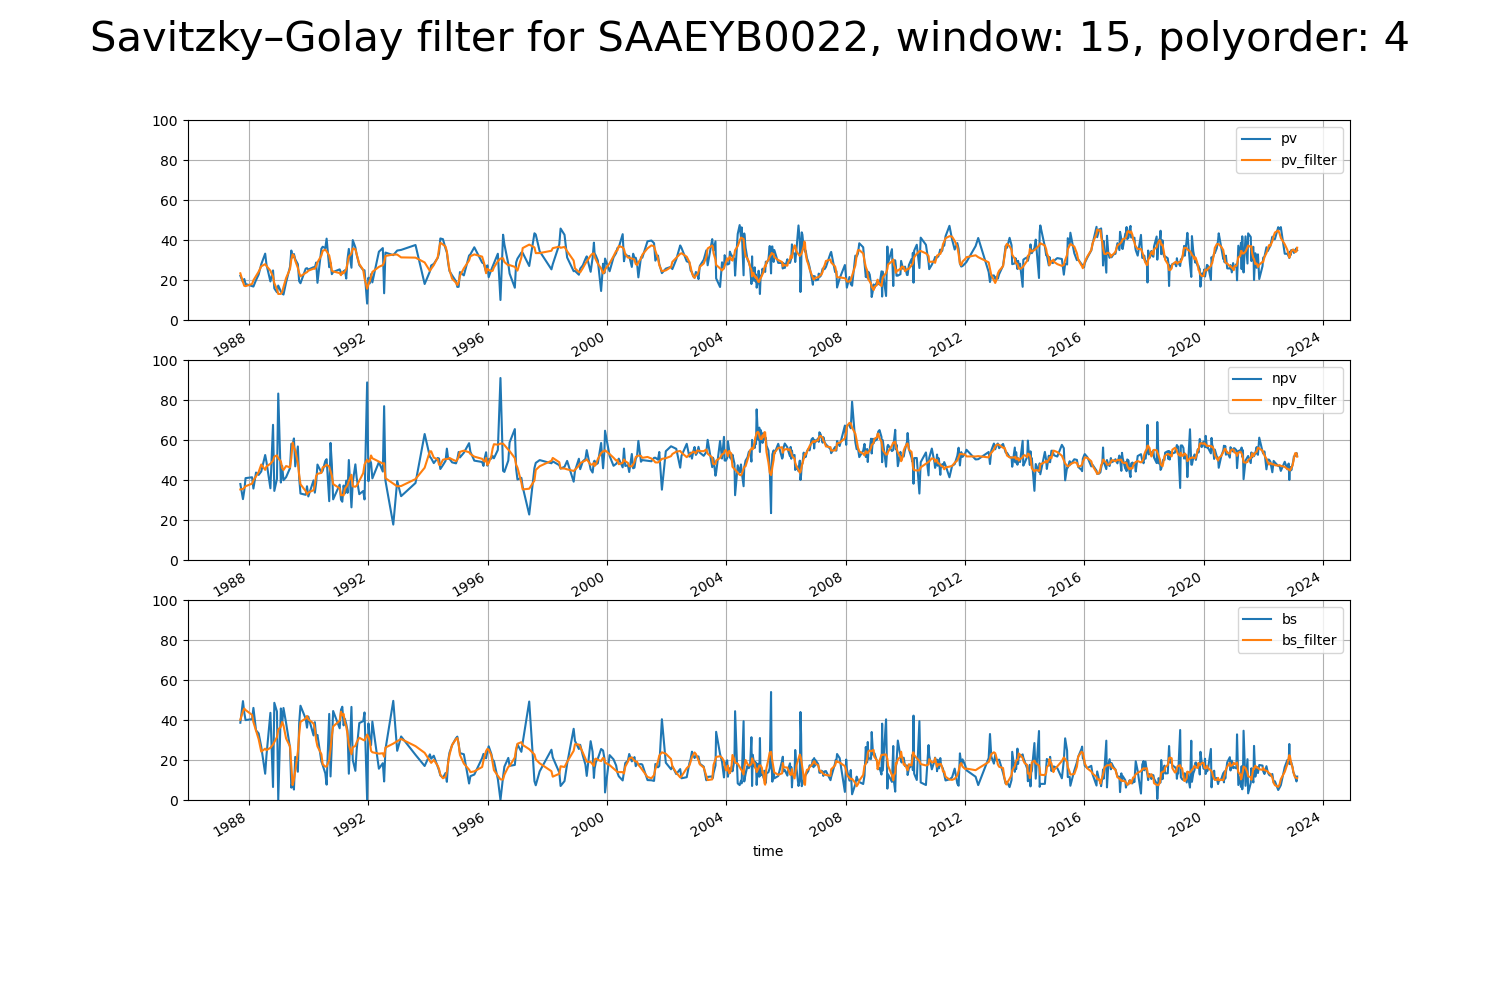 Savitzky–Golay filter for SAAEYB0022, window: 15, polyorder: 4
100
80
60
40
20
0
pv
pv_filter
1988 1992 1996 2000 2004 2008 2012 2016 2020 2024
100
80
60
40
20
0
npv
npv_filter
1988 1992 1996 2000 2004 2008 2012 2016 2020 2024
100
80
60
40
20
0
bs
bs_filter
1988 1992 1996 2000 2004 2008 2012 2016 2020 2024
time